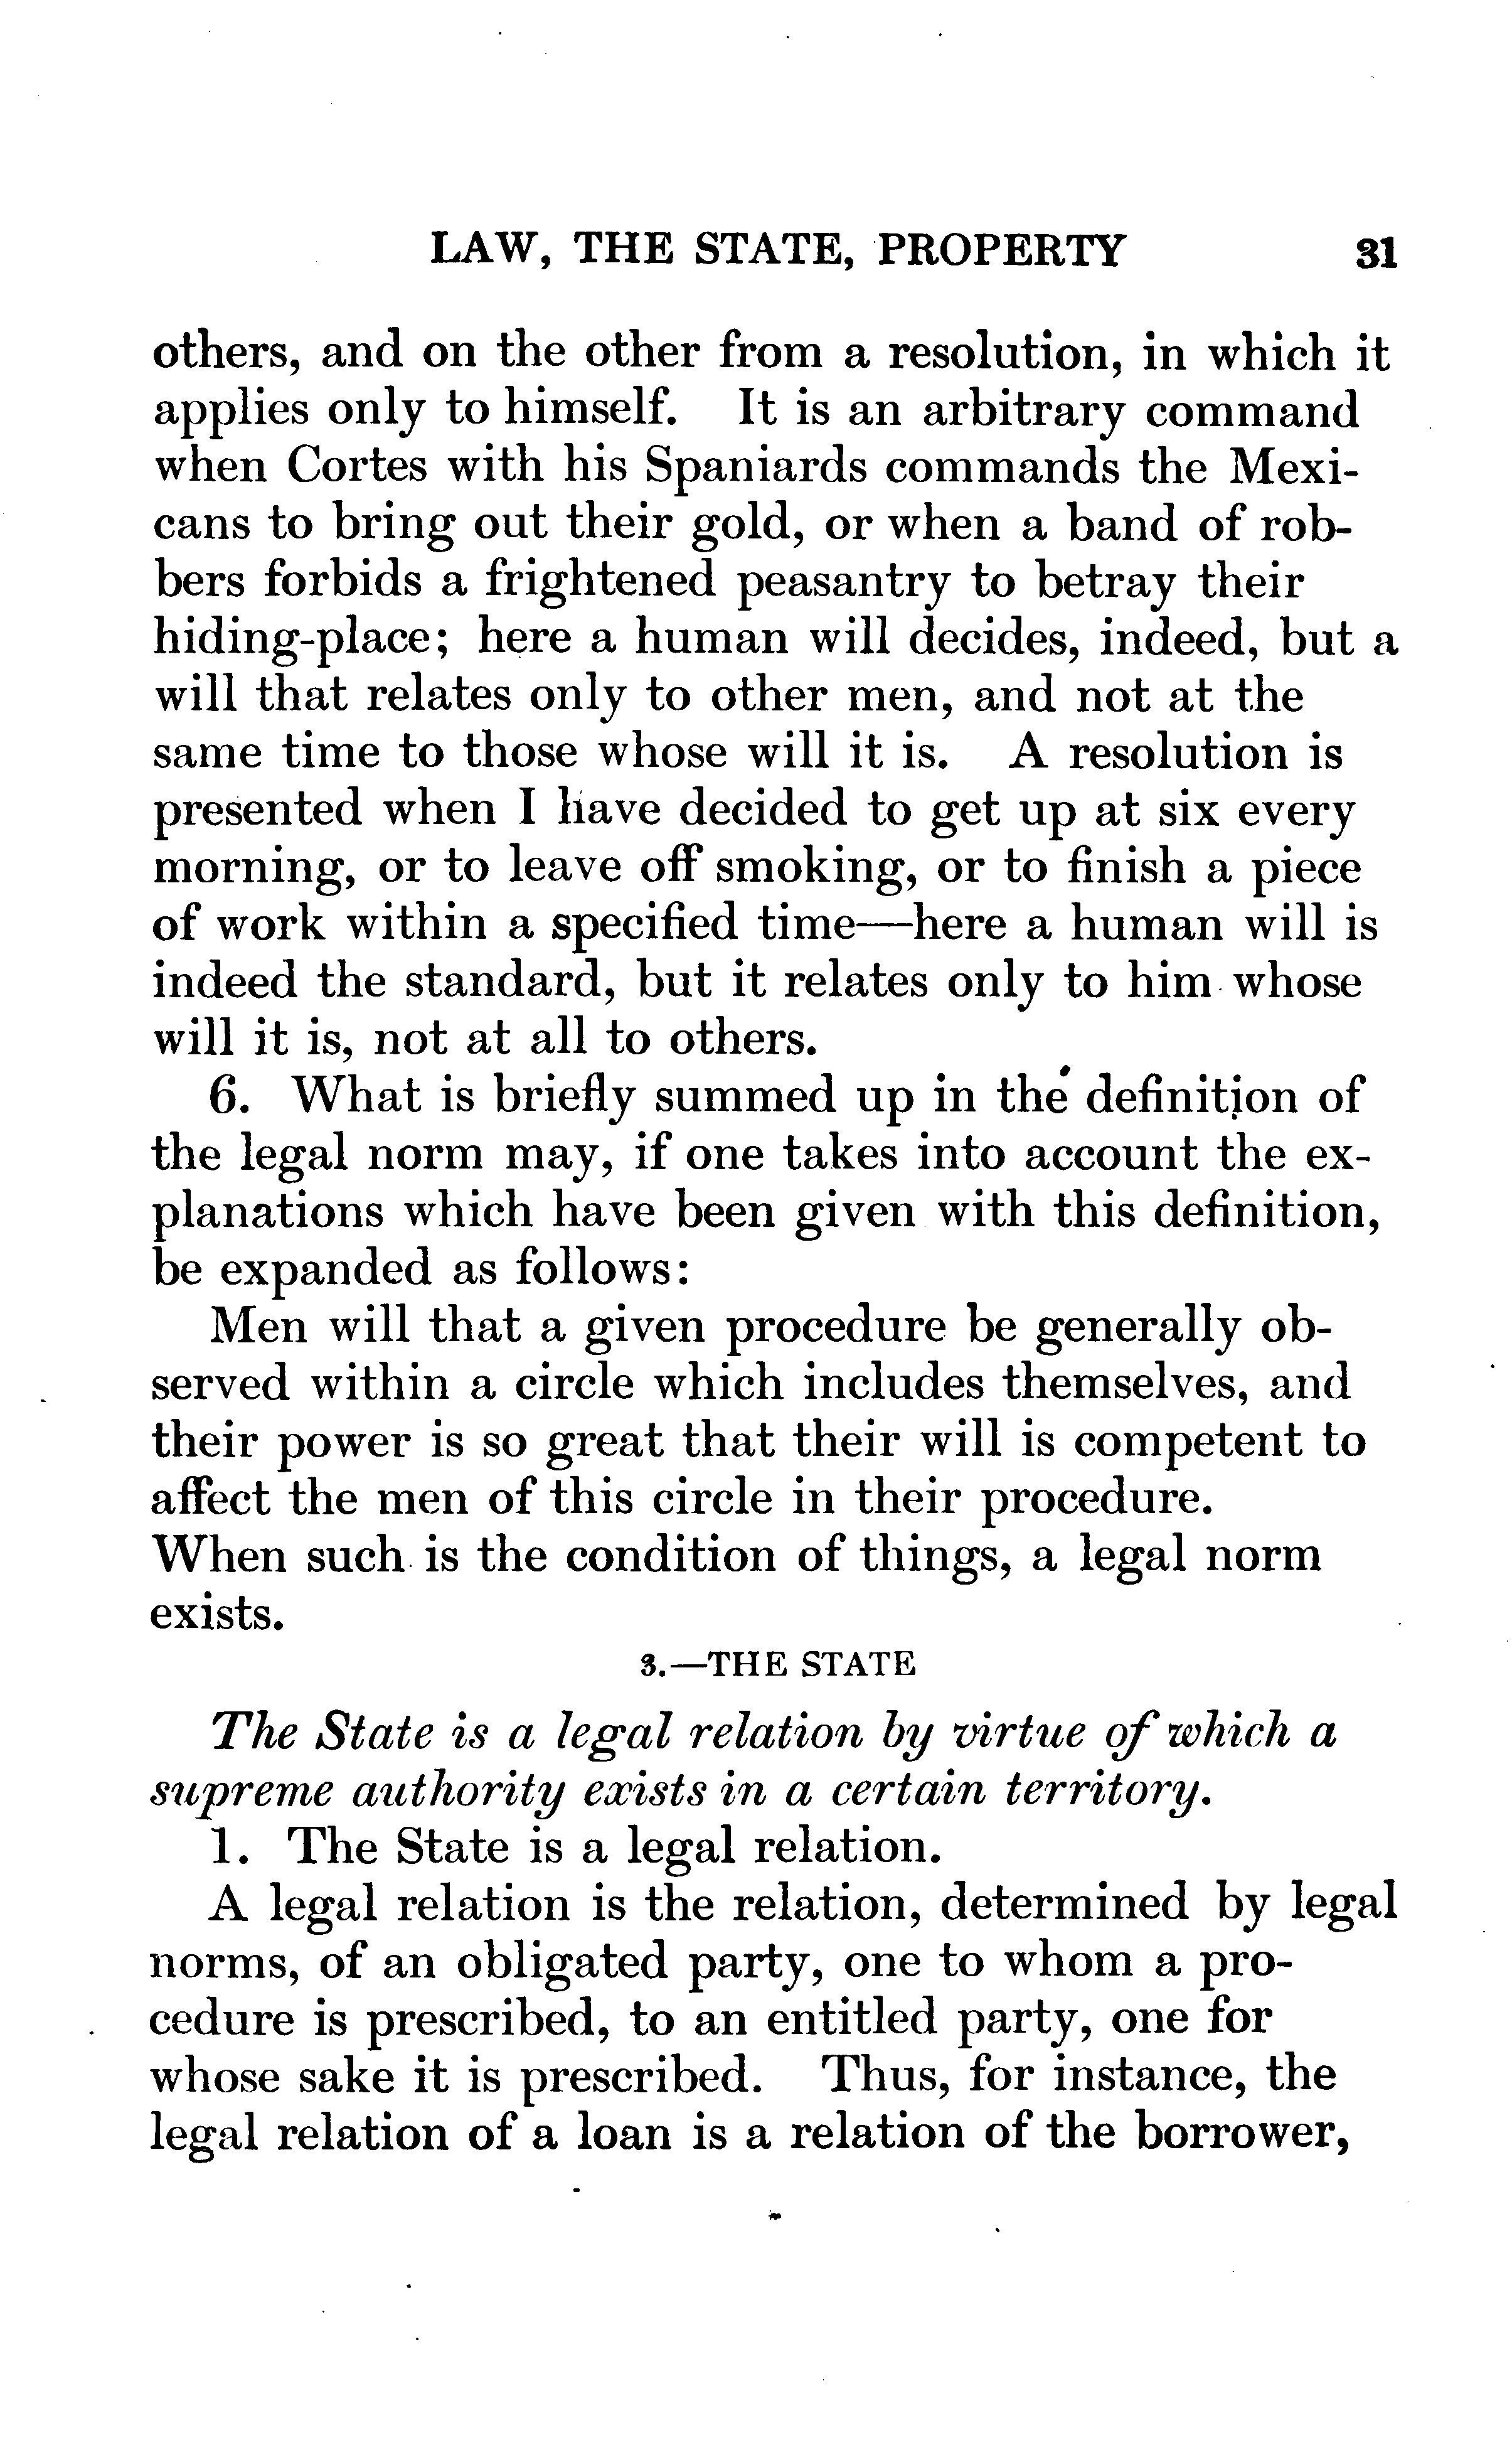 LAW, THE STATE, PROPERTY 31
others, and on the other from a resolution, in which it
applies only to himself. It is an arbitrary command
when Cortes with his Spaniards commands the Mexi-
cans to bring out their gold, or when a band of rob-
bers forbids a frightened peasantry to betray their
hiding-place; here a human will decides, indeed, but a
will that relates only to other men, and not at the
same time to those whose will it is. A resolution is
presented when I have decided to get up at six every
morning, or to leave off smoking, or to finish a piece
of work within a specified time—here a human will is
indeed the standard, but it relates only to him whose
will it is, not at all to others.
6. What is briefly summed up in the definition of
the legal norm may, if one takes into account the ex-
planations which have been given with this definition,
be expanded as follows:
Men will that a given procedure be generally ob-
served within a circle which includes themselves, and
their power is so great that their will is competent to
affect the men of this circle in their procedure.
When such is the condition of things, a legal norm
exists.
3.—THE STATE
The State is a legal relation by virtue of which a
supreme authority exists in a certain territory.
1. The State is a legal relation.
A legal relation is the relation, determined by legal
norms, of an obligated party, one to whom a pro-
cedure is prescribed, to an entitled party, one for
whose sake it is prescribed. Thus, for instance, the
legal relation of a loan is a relation of the borrower,